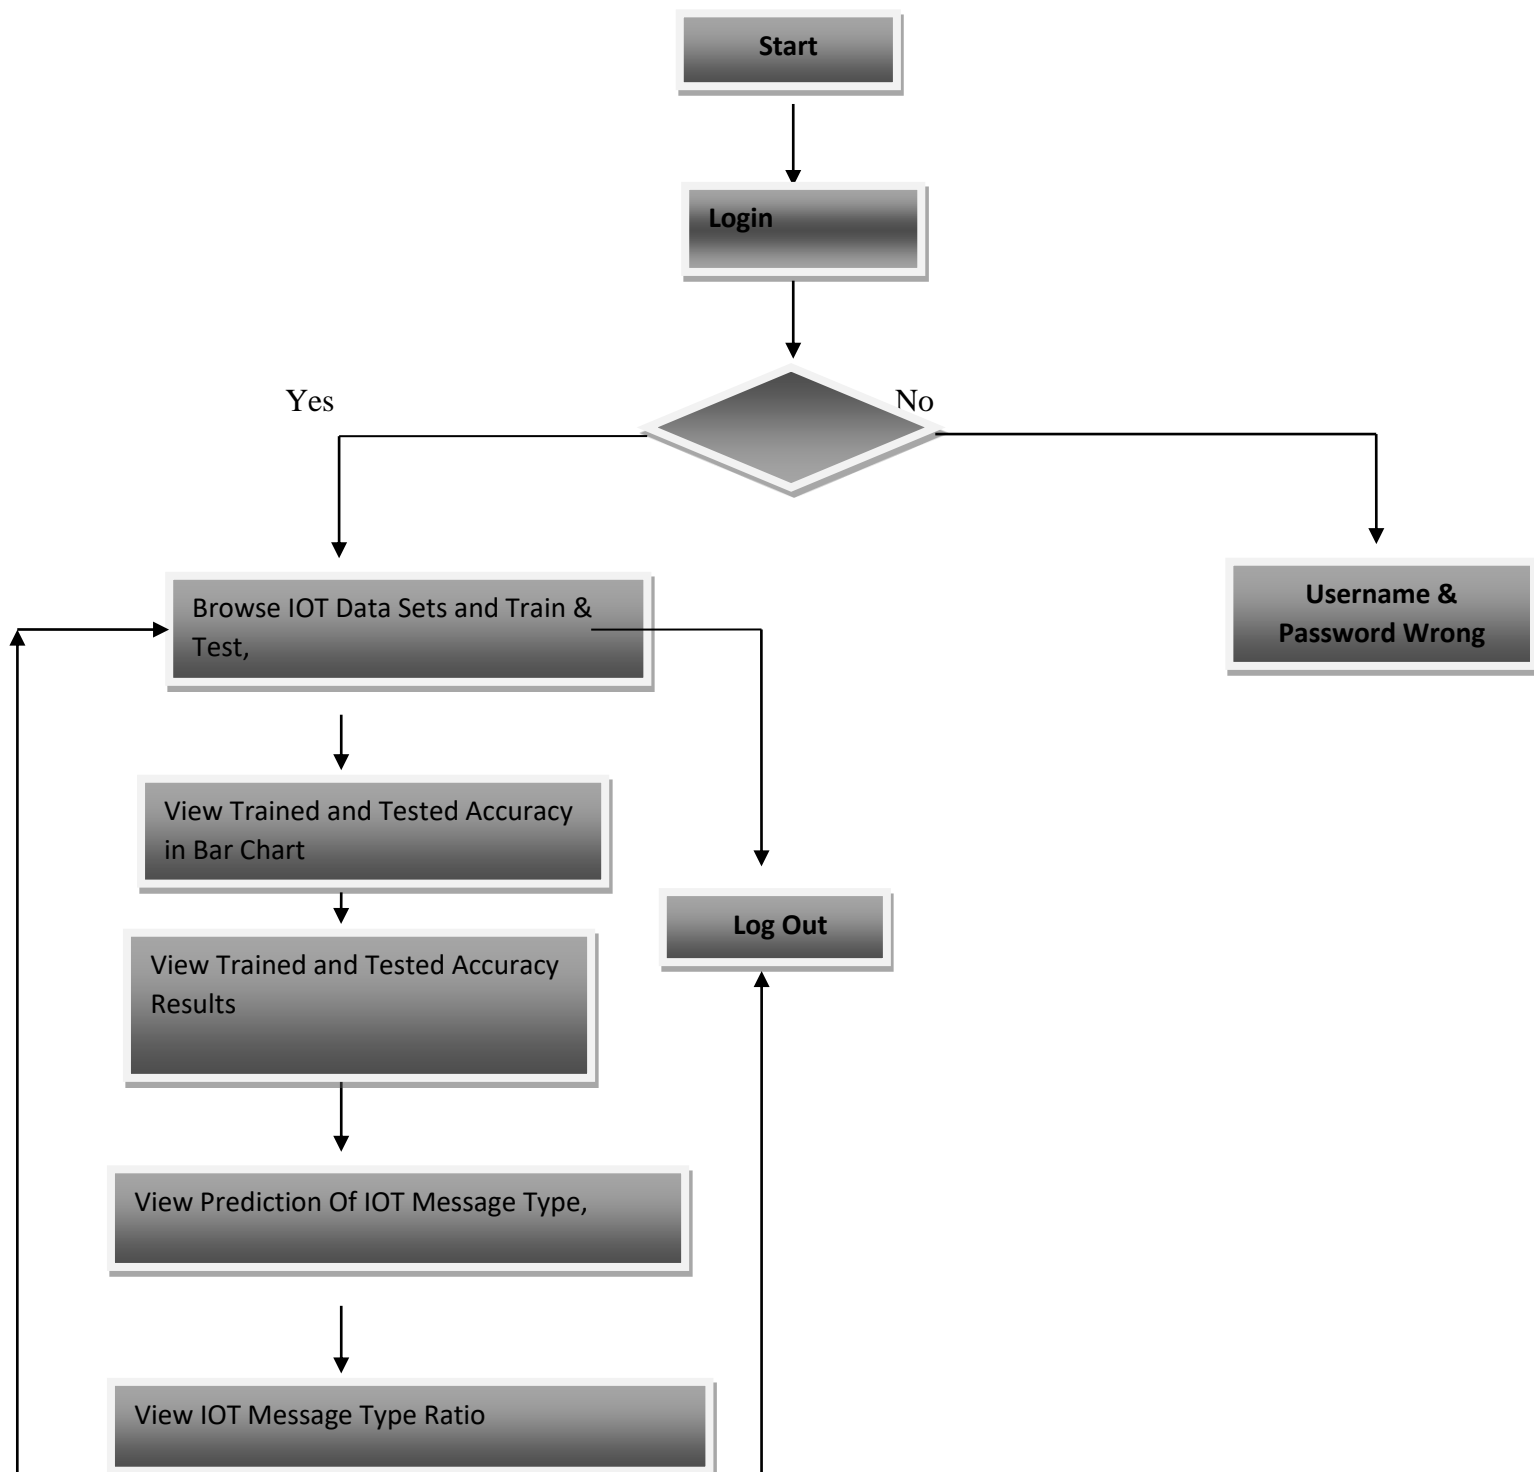 Start
Login
Yes
No
Browse IOT Data Sets and Train &
Test,
Username &
Password Wrong
View Trained and Tested Accuracy
in Bar Chart
Log Out
View Trained and Tested Accuracy
Results
View Prediction Of IOT Message Type,
View IOT Message Type Ratio